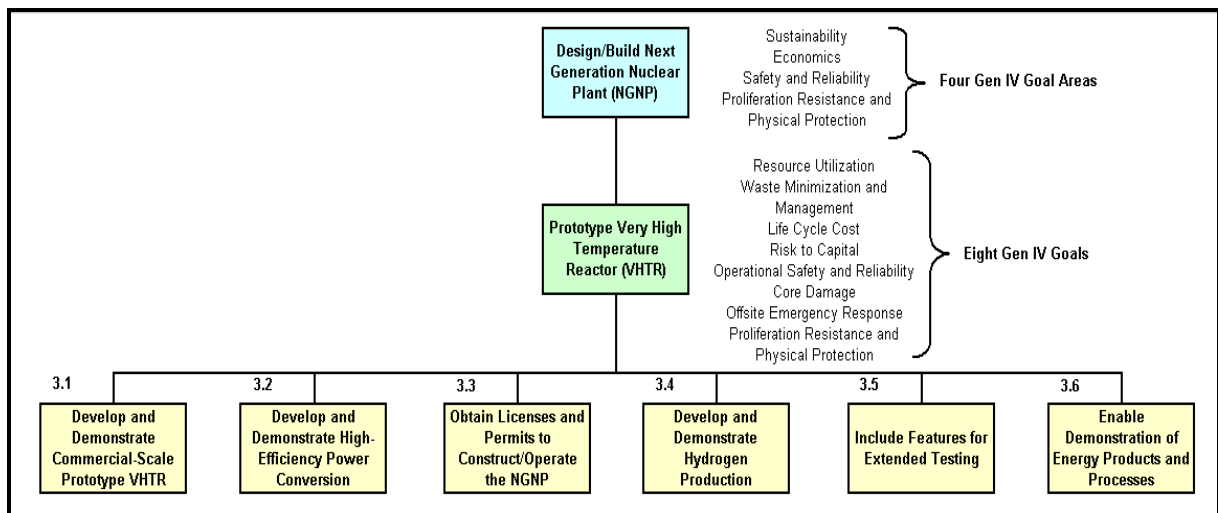 Design/Build Next
Generation Nuclear
Plant (NGNP)
Sustainability
Economics
Safety and Reliability
Proliferation Resistance and
Physical Protection
Four Gen IV Goal Areas
Prototype Very High
Temperature
Reactor (VHTR)
Resource Utilization
Waste Minimization and
Management
Life Cycle Cost
Risk to Capital
Operational Safety and Reliability
Core Damage
Offsite Emergency Response
Proliferation Resistance and
Physical Protection
Eight Gen IV Goals
3.1
Develop and
Demonstrate
Commercial-Scale
Prototype VHTR
3.2
Develop and
Demonstrate High-
Efficiency Power
Conversion
3.3
Obtain Licenses and
Permits to
Construct/Operate
the NGNP
3.4
Develop and
Demonstrate
Hydrogen
Production
3.5
Include Features for
Extended Testing
3.6
Enable
Demonstration of
Energy Products and
Processes